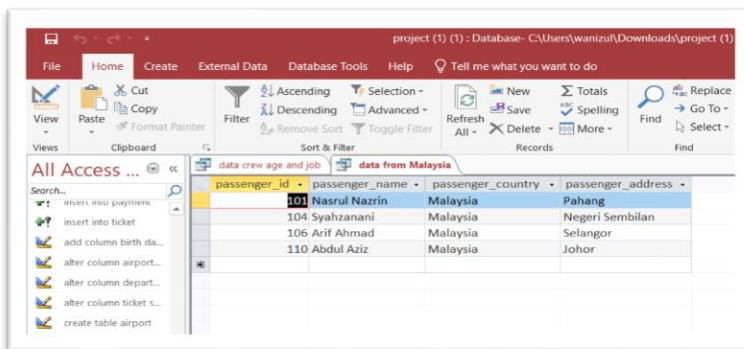 project (1) (1) : Database- C:\Users\wanizul\Downloads\project (1)
File Home Create External Data Database Tools Help Tell me what you want to do
View Paste Cut Copy Format Painter
Filter Ascending Descending Remove Sort Selection Advanced Toggle Filter
Refresh All New Save Delete Totals Spelling More
Find Replace Go To Select
Views Clipboard Sort & Filter Records Find
All Access ...
Search...
insert into payment
insert into ticket
add column birth da...
alter column airport...
alter column depart...
alter column ticket s...
create table airport
data crew age and job data from Malaysia
passenger_id passenger_name passenger_country passenger_address
101 Nasrul Nazrin Malaysia Pahang
104 Syahzanani Malaysia Negeri Sembilan
106 Arif Ahmad Malaysia Selangor
110 Abdul Aziz Malaysia Johor